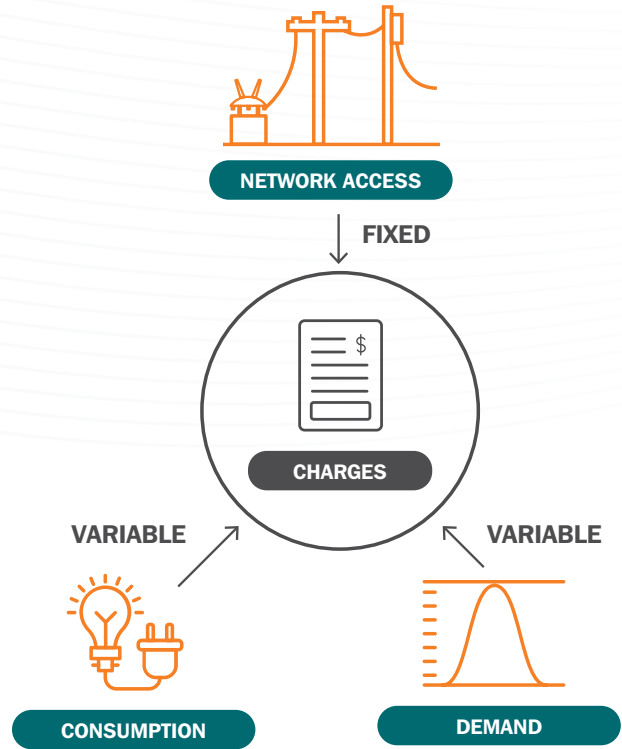 NETWORK ACCESS
FIXED
$
CHARGES
VARIABLE
VARIABLE
CONSUMPTION
DEMAND